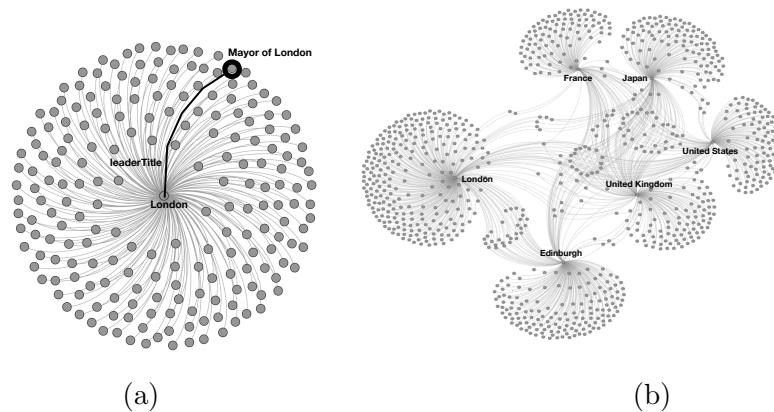 Mayor of London
leaderTitle
London
(a)
France
Japan
United States
London
United Kingdom
Edinburgh
(b)